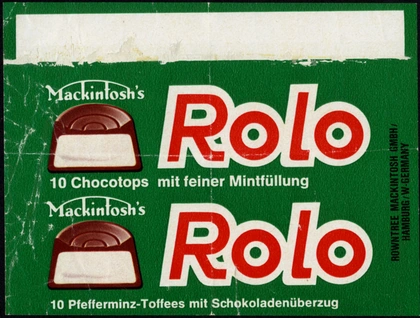 Mackintosh's
Rolo
10 Chocotops mit feiner Mintfüllung
Mackintosh's
Rolo
10 Pfefferminz-Toffees mit Schokoladenüberzug
ROWNTREE MACKINTOSH GMBH/
HAMBURG/W-GERMANY